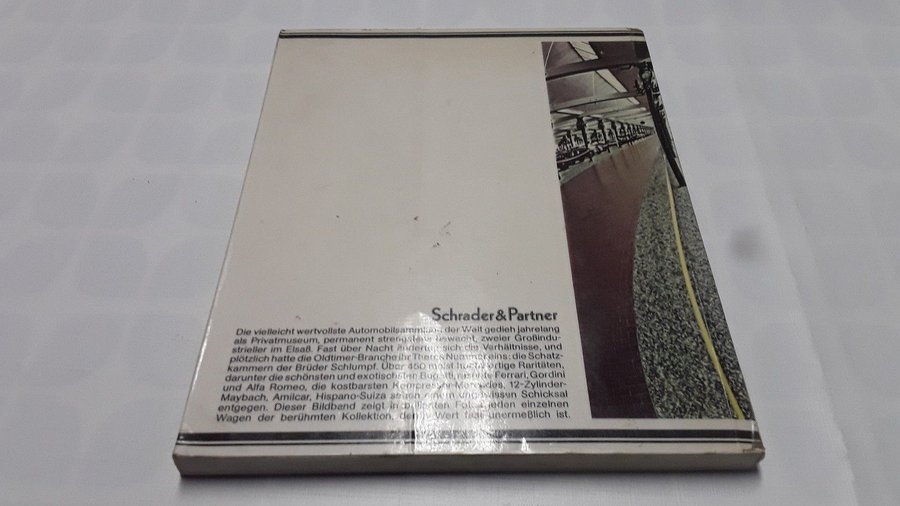 Schrader & Partner
Die vielleicht wertvollste Automobilsammlung der Welt gedieh jahrelang
als Privatmuseum, permanent strengstens bewacht, zweier Großindu-
strieller im Elsaß. Fast über Nacht änderten sich die Verhältnisse, und
plötzlich hatte die Oldtimer-Branche ihr Thema Nummer eins: die Schatz-
kammern der Brüder Schlumpf. Über 450 meist hochwertige Raritäten,
darunter die schönsten und exotischsten Bugatti, rasante Ferrari, Gordini
und Alfa Romeo, die kostbarsten Kompressor-Mercedes, 12-Zylinder-
Maybach, Amilcar, Hispano-Suiza sehen einem ungewissen Schicksal
entgegen. Dieser Bildband zeigt in Fotos jeden einzelnen
Wagen der berühmten Kollektion, deren Wert fast unermeßlich ist.